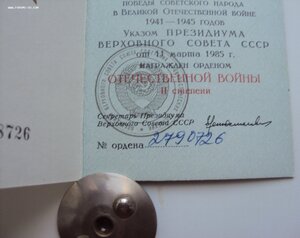 ПОБЕДЫ СОВЕТСКОГО НАРОДА
В ВЕЛИКОЙ ОТЕЧЕСТВЕННОЙ ВОЙНЕ
1941—1945 ГОДОВ
Указом ПРЕЗИДИУМА
ВЕРХОВНОГО СОВЕТА СССР
от 11 марта 1985 г.
НАГРАЖДЕН ОРДЕНОМ
ОТЕЧЕСТВЕННОЙ ВОЙНЫ
II степени
Секретарь Президиума
Верховного Совета СССР
№ ордена 2790726
8726